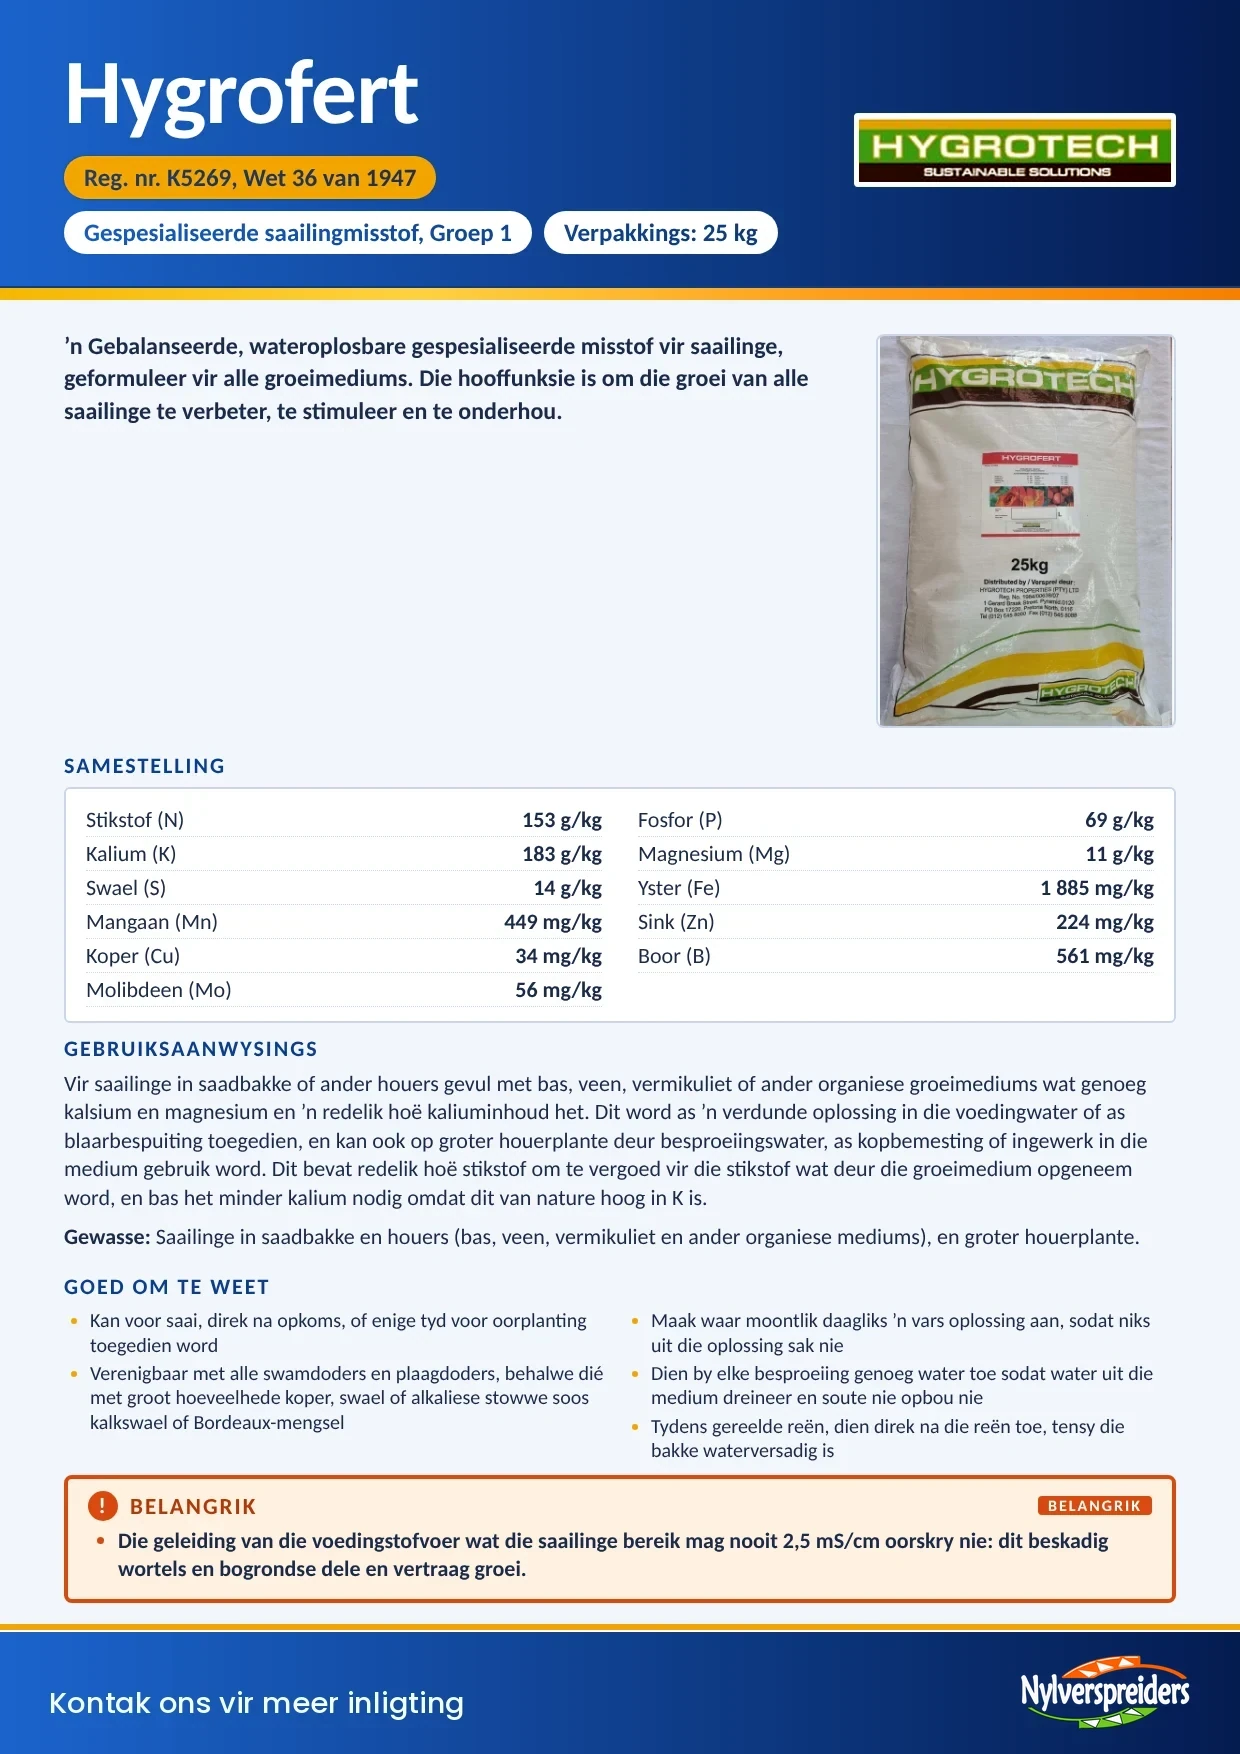 Hygrofert
Reg. nr. K5269, Wet 36 van 1947
Gespesialiseerde saailingmisstof, Groep 1
Verpakkings: 25 kg
HYGROTECH
SUSTAINABLE SOLUTIONS
’n Gebalanseerde, wateroplosbare gespesialiseerde misstof vir saailinge,
geformuleer vir alle groeimediums. Die hooffunksie is om die groei van alle
saailinge te verbeter, te stimuleer en te onderhou.
HYGROTECH
HYGROFERT
25kg
Distributed by / Versprei deur
HYGROTECH PROPERTIES (PTY) LTD
HYGROTECH
SAMESTELLING
Stikstof (N) 153 g/kg
Fosfor (P) 69 g/kg
Kalium (K) 183 g/kg
Magnesium (Mg) 11 g/kg
Swael (S) 14 g/kg
Yster (Fe) 1 885 mg/kg
Mangaan (Mn) 449 mg/kg
Sink (Zn) 224 mg/kg
Koper (Cu) 34 mg/kg
Boor (B) 561 mg/kg
Molibdeen (Mo) 56 mg/kg
GEBRUIKSAANWYSINGS
Vir saailinge in saadbakke of ander houers gevul met bas, veen, vermikuliet of ander organiese groeimediums wat genoeg
kalsium en magnesium en ’n redelik hoë kaliuminhoud het. Dit word as ’n verdunde oplossing in die voedingwater of as
blaarbespuiting toegedien, en kan ook op groter houerplante deur besproeiingswater, as kopbemesting of ingewerk in die
medium gebruik word. Dit bevat redelik hoë stikstof om te vergoed vir die stikstof wat deur die groeimedium opgeneem
word, en bas het minder kalium nodig omdat dit van nature hoog in K is.
Gewasse: Saailinge in saadbakke en houers (bas, veen, vermikuliet en ander organiese mediums), en groter houerplante.
GOED OM TE WEET
• Kan voor saai, direk na opkoms, of enige tyd voor oorplanting
toegedien word
• Verenigbaar met alle swamdoders en plaagdoders, behalwe dié
met groot hoeveelhede koper, swael of alkaliese stowwe soos
kalkswael of Bordeaux-mengsel
• Maak waar moontlik daagliks ’n vars oplossing aan, sodat niks
uit die oplossing sak nie
• Dien by elke besproeiing genoeg water toe sodat water uit die
medium dreineer en soute nie opbou nie
• Tydens gereelde reën, dien direk na die reën toe, tensy die
bakke waterversadig is
! BELANGRIK
BELANGRIK
• Die geleiding van die voedingstofvoer wat die saailinge bereik mag nooit 2,5 mS/cm oorskry nie: dit beskadig
wortels en bogrondse dele en vertraag groei.
Kontak ons vir meer inligting
Nylverspreiders